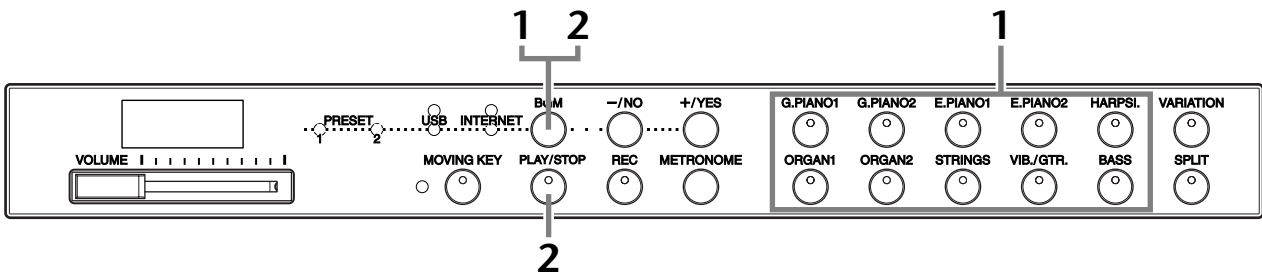 1 2 1
BGM -/NO +/YES G.PIANO1 G.PIANO2 E.PIANO1 E.PIANO2 HARPSI. VARIATION
PRESET USB INTERNET
1 2
VOLUME MOVING KEY PLAY/STOP REC METRONOME ORGAN1 ORGAN2 STRINGS VIB./GTR. BASS SPLIT
2